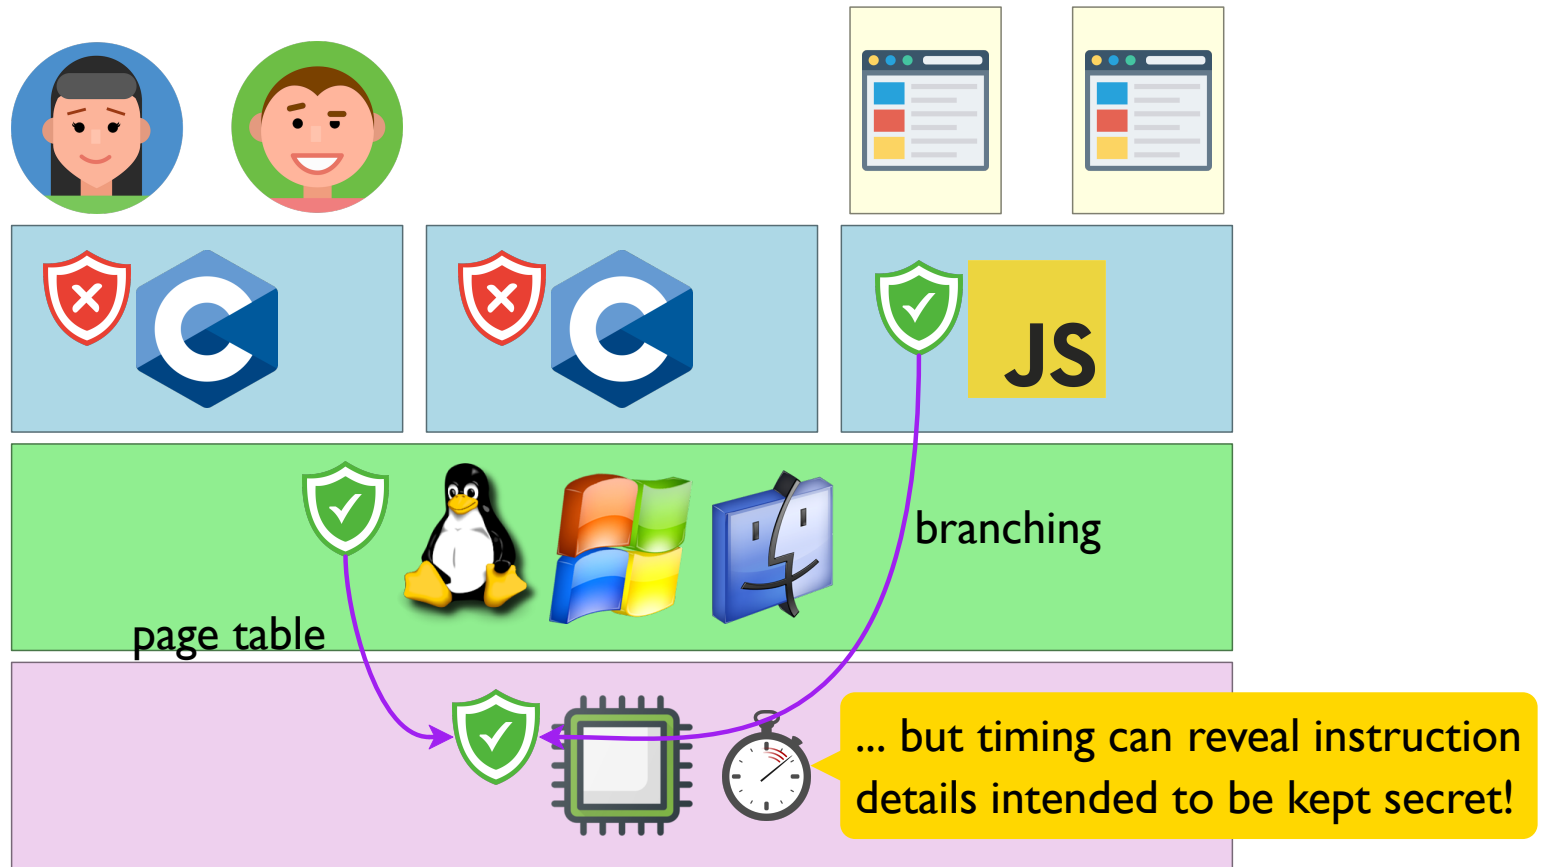 C
C
JS
branching
page table
... but timing can reveal instruction
details intended to be kept secret!